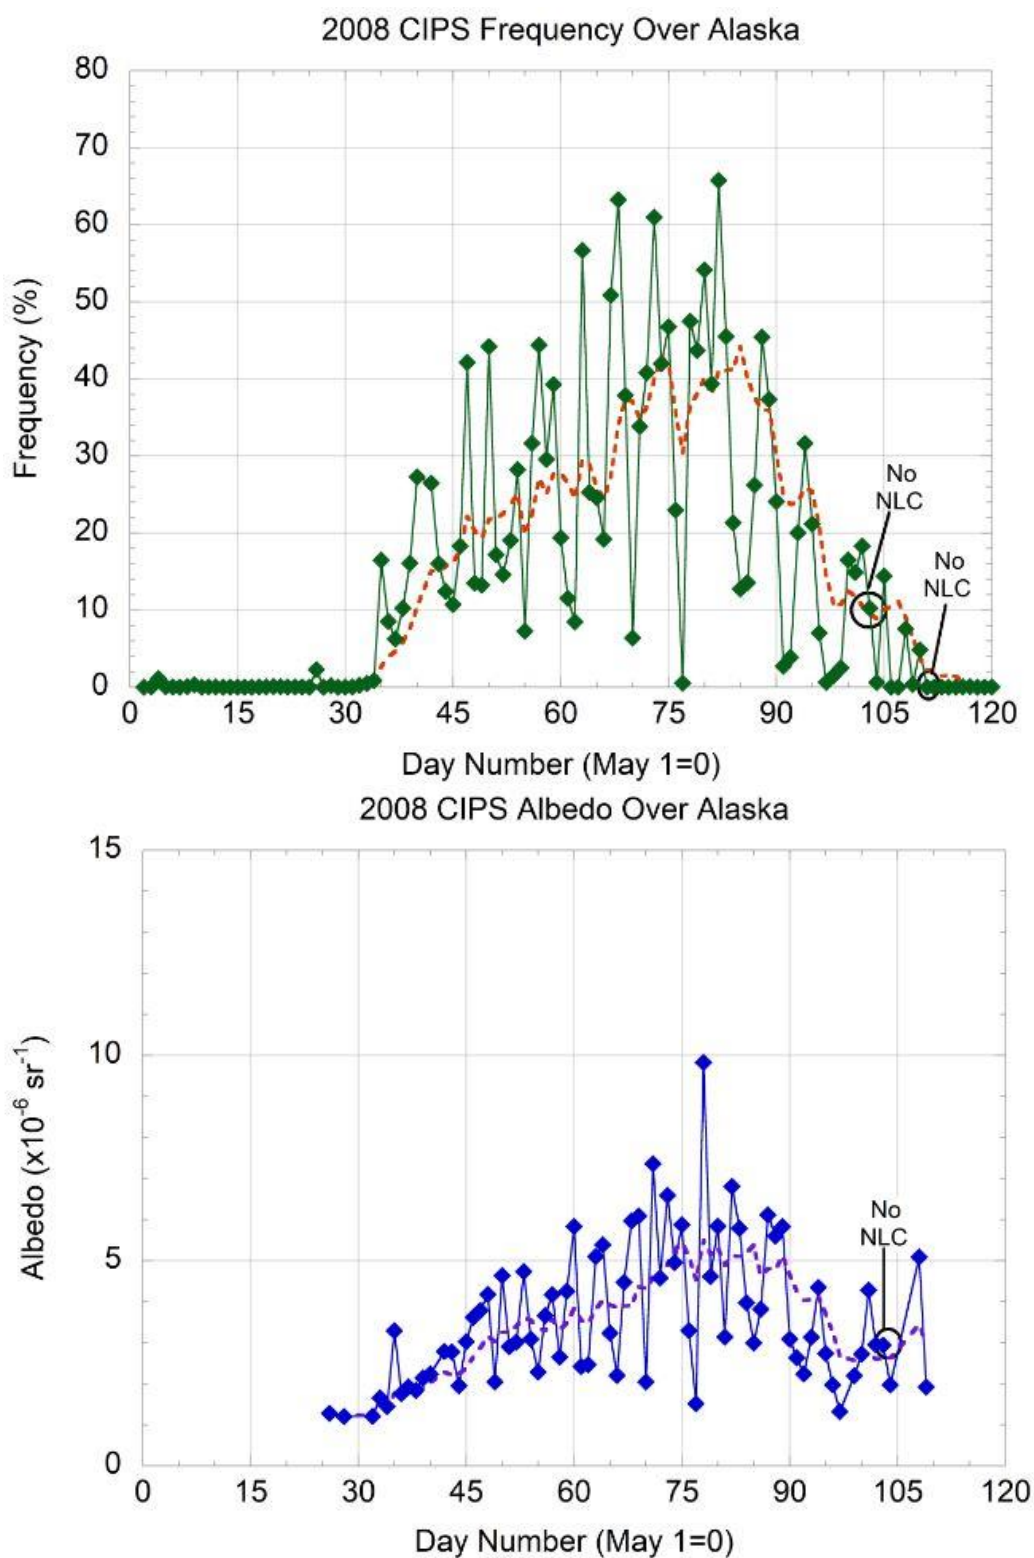 2008 CIPS Frequency Over Alaska
80
70
60
50
40
30
20
10
0
Frequency (%)
No
NLC
No
NLC
0 15 30 45 60 75 90 105 120
Day Number (May 1=0)
2008 CIPS Albedo Over Alaska
15
10
5
0
Albedo (x10⁻⁶ sr⁻¹)
No
NLC
0 15 30 45 60 75 90 105 120
Day Number (May 1=0)